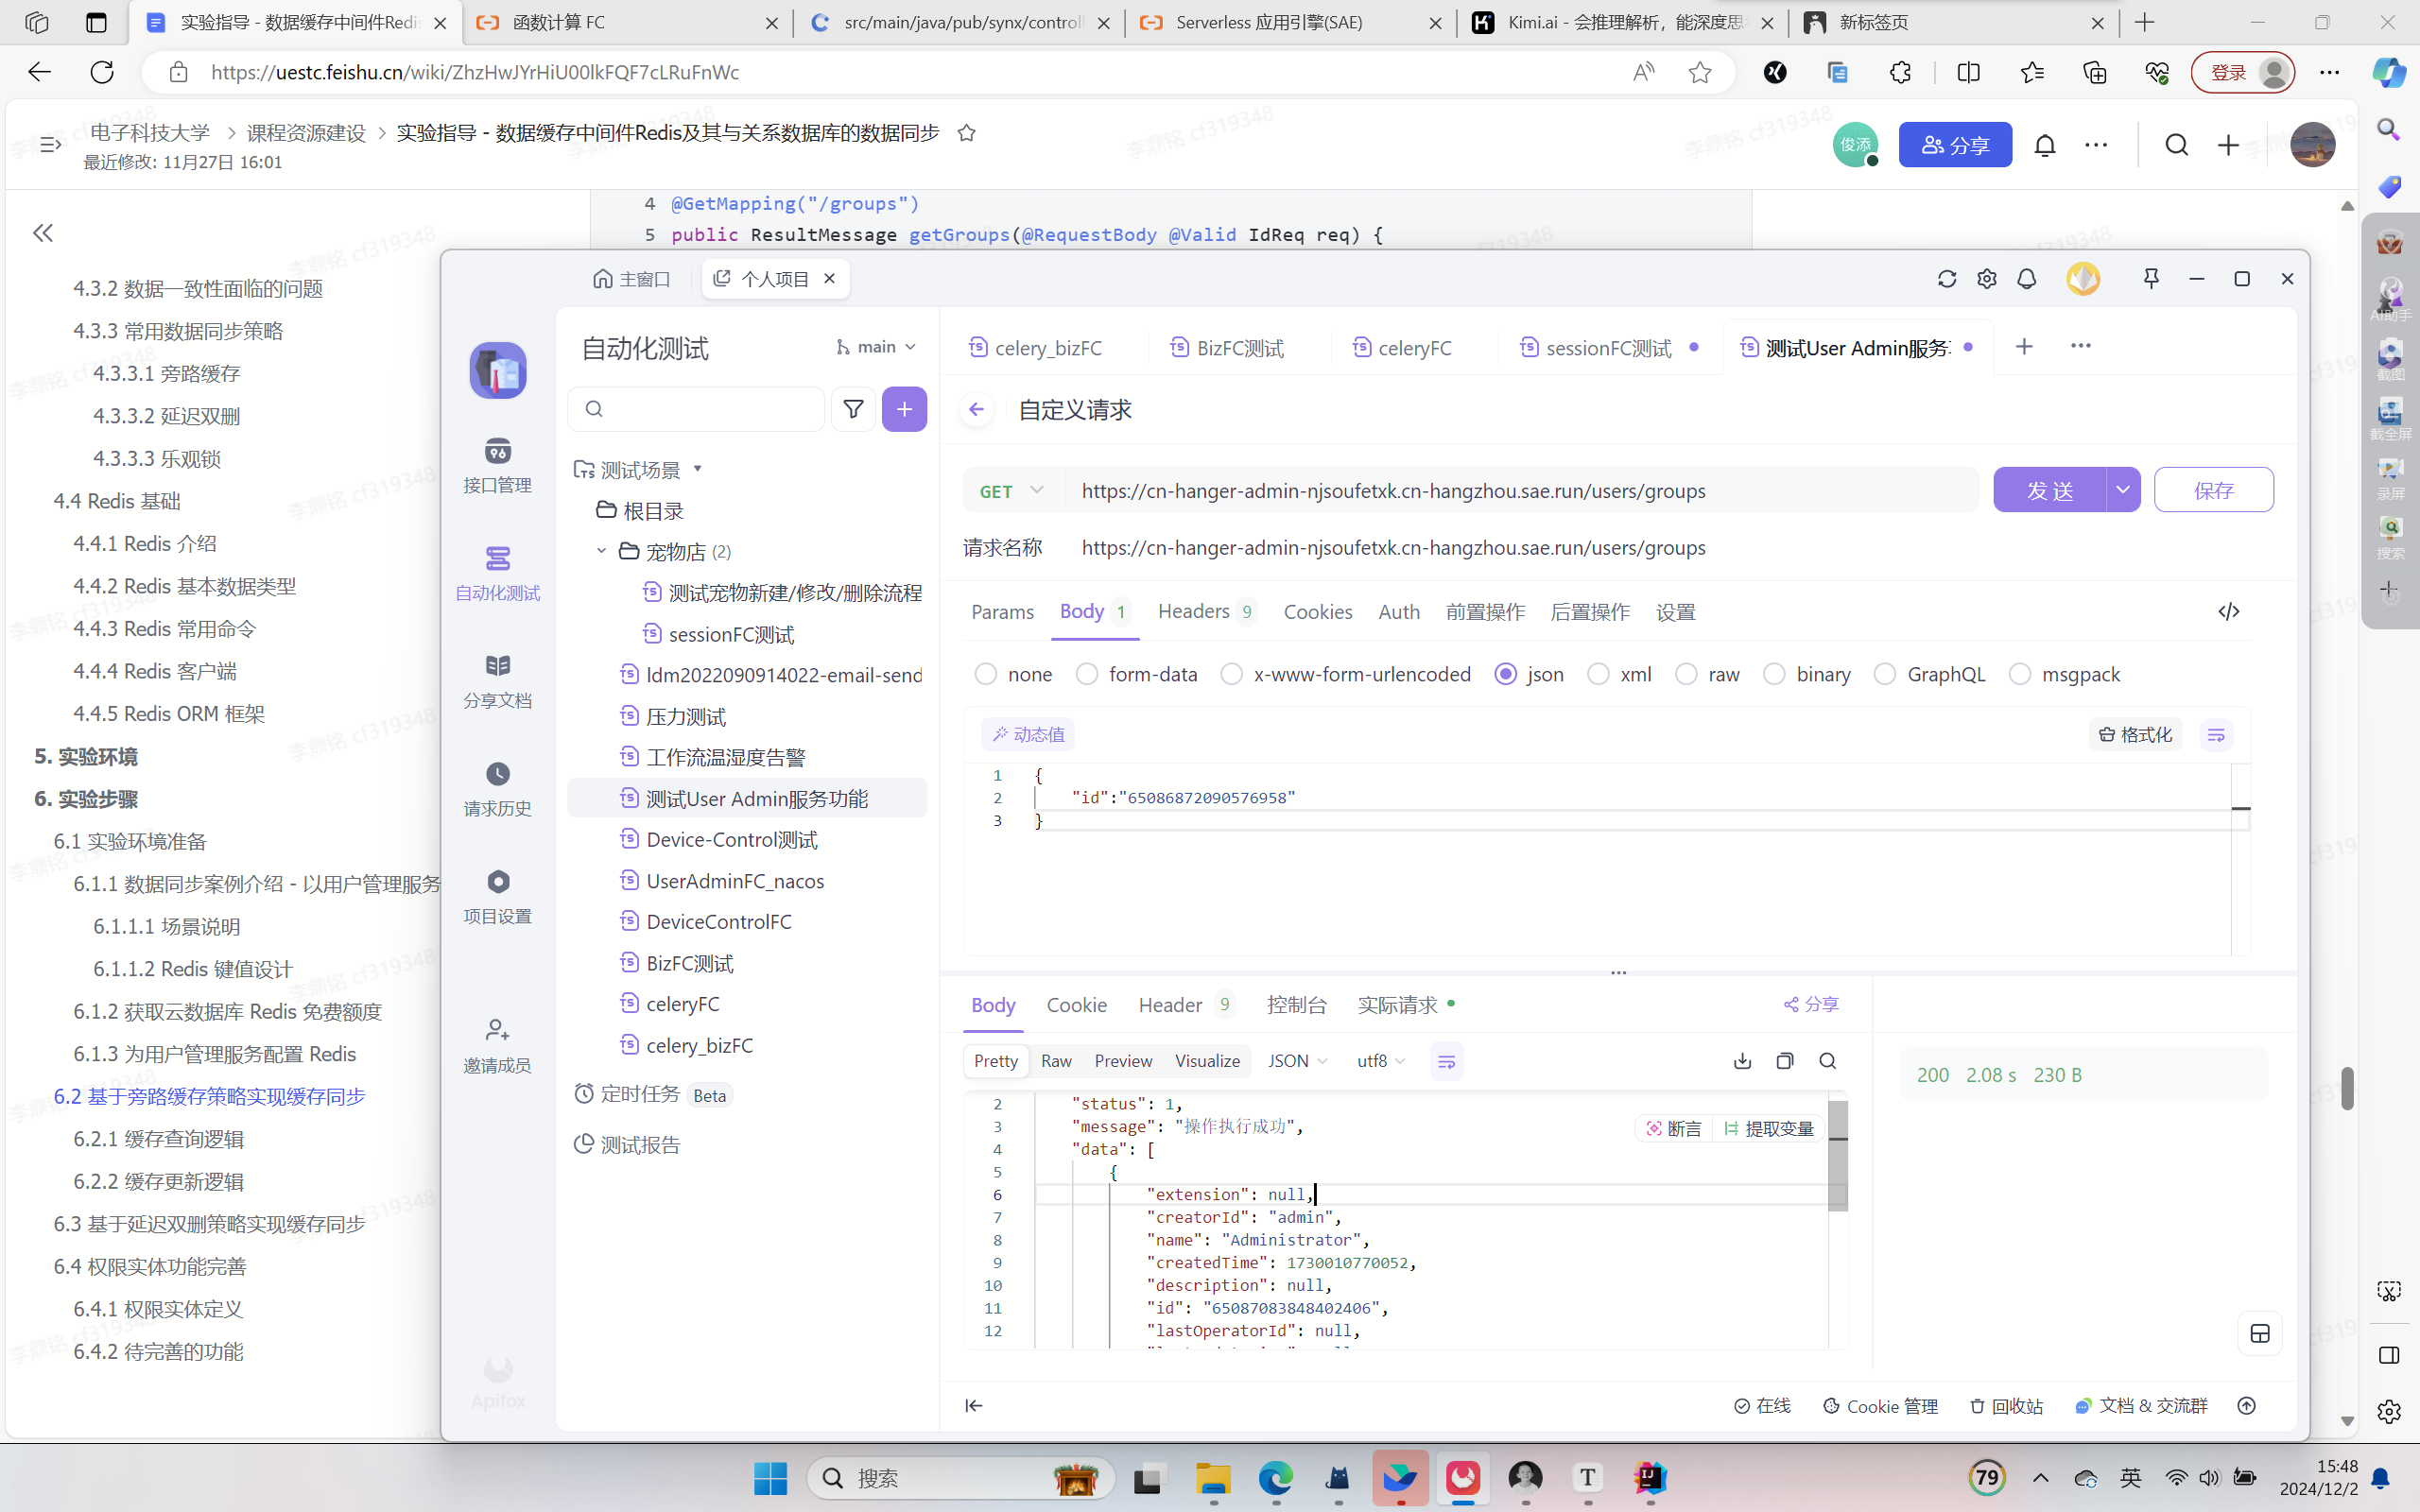 实验指导 - 数据缓存中间件Redis
函数计算 FC
src/main/java/pub/synx/controll
Serverless 应用引擎(SAE)
Kimi.ai - 会推理解析，能深度思
新标签页
https://uestc.feishu.cn/wiki/ZhzHwJYrHiU00lkFQF7cLRuFnWc
登录
电子科技大学
课程资源建设
实验指导 - 数据缓存中间件Redis及其与关系数据库的数据同步
最近修改: 11月27日 16:01
俊添
分享
4 @GetMapping("/groups")
5 public ResultMessage getGroups(@RequestBody @Valid IdReq req) {
4.3.2 数据一致性面临的问题
4.3.3 常用数据同步策略
4.3.3.1 旁路缓存
4.3.3.2 延迟双删
4.3.3.3 乐观锁
4.4 Redis 基础
4.4.1 Redis 介绍
4.4.2 Redis 基本数据类型
4.4.3 Redis 常用命令
4.4.4 Redis 客户端
4.4.5 Redis ORM 框架
5. 实验环境
6. 实验步骤
6.1 实验环境准备
6.1.1 数据同步案例介绍 - 以用户管理服务
6.1.1.1 场景说明
6.1.1.2 Redis 键值设计
6.1.2 获取云数据库 Redis 免费额度
6.1.3 为用户管理服务配置 Redis
6.2 基于旁路缓存策略实现缓存同步
6.2.1 缓存查询逻辑
6.2.2 缓存更新逻辑
6.3 基于延迟双删策略实现缓存同步
6.4 权限实体功能完善
6.4.1 权限实体定义
6.4.2 待完善的功能
李鼎铭 cf319348
主窗口
个人项目
接口管理
自动化测试
分享文档
请求历史
项目设置
邀请成员
Apifox
自动化测试
main
测试场景
根目录
宠物店 (2)
测试宠物新建/修改/删除流程
sessionFC测试
ldm2022090914022-email-send
压力测试
工作流温湿度告警
测试User Admin服务功能
Device-Control测试
UserAdminFC_nacos
DeviceControlFC
BizFC测试
celeryFC
celery_bizFC
定时任务 Beta
测试报告
celery_bizFC
BizFC测试
celeryFC
sessionFC测试
测试User Admin服务
自定义请求
GET
https://cn-hanger-admin-njsoufetxk.cn-hangzhou.sae.run/users/groups
发 送
保存
请求名称
https://cn-hanger-admin-njsoufetxk.cn-hangzhou.sae.run/users/groups
Params
Body 1
Headers 9
Cookies
Auth
前置操作
后置操作
设置
none
form-data
x-www-form-urlencoded
json
xml
raw
binary
GraphQL
msgpack
动态值
格式化
1 {
2 "id":"65086872090576958"
3 }
Body
Cookie
Header 9
控制台
实际请求
分享
Pretty
Raw
Preview
Visualize
JSON
utf8
200 2.08 s 230 B
2 "status": 1,
3 "message": "操作执行成功",
4 "data": [
5 {
6 "extension": null,
7 "creatorId": "admin",
8 "name": "Administrator",
9 "createdTime": 1730010770052,
10 "description": null,
11 "id": "65087083848402406",
12 "lastOperatorId": null,
断言
提取变量
在线
Cookie 管理
回收站
文档 & 交流群
AI助手
截图
截全屏
录屏
搜索
搜索
79
英
15:48
2024/12/2